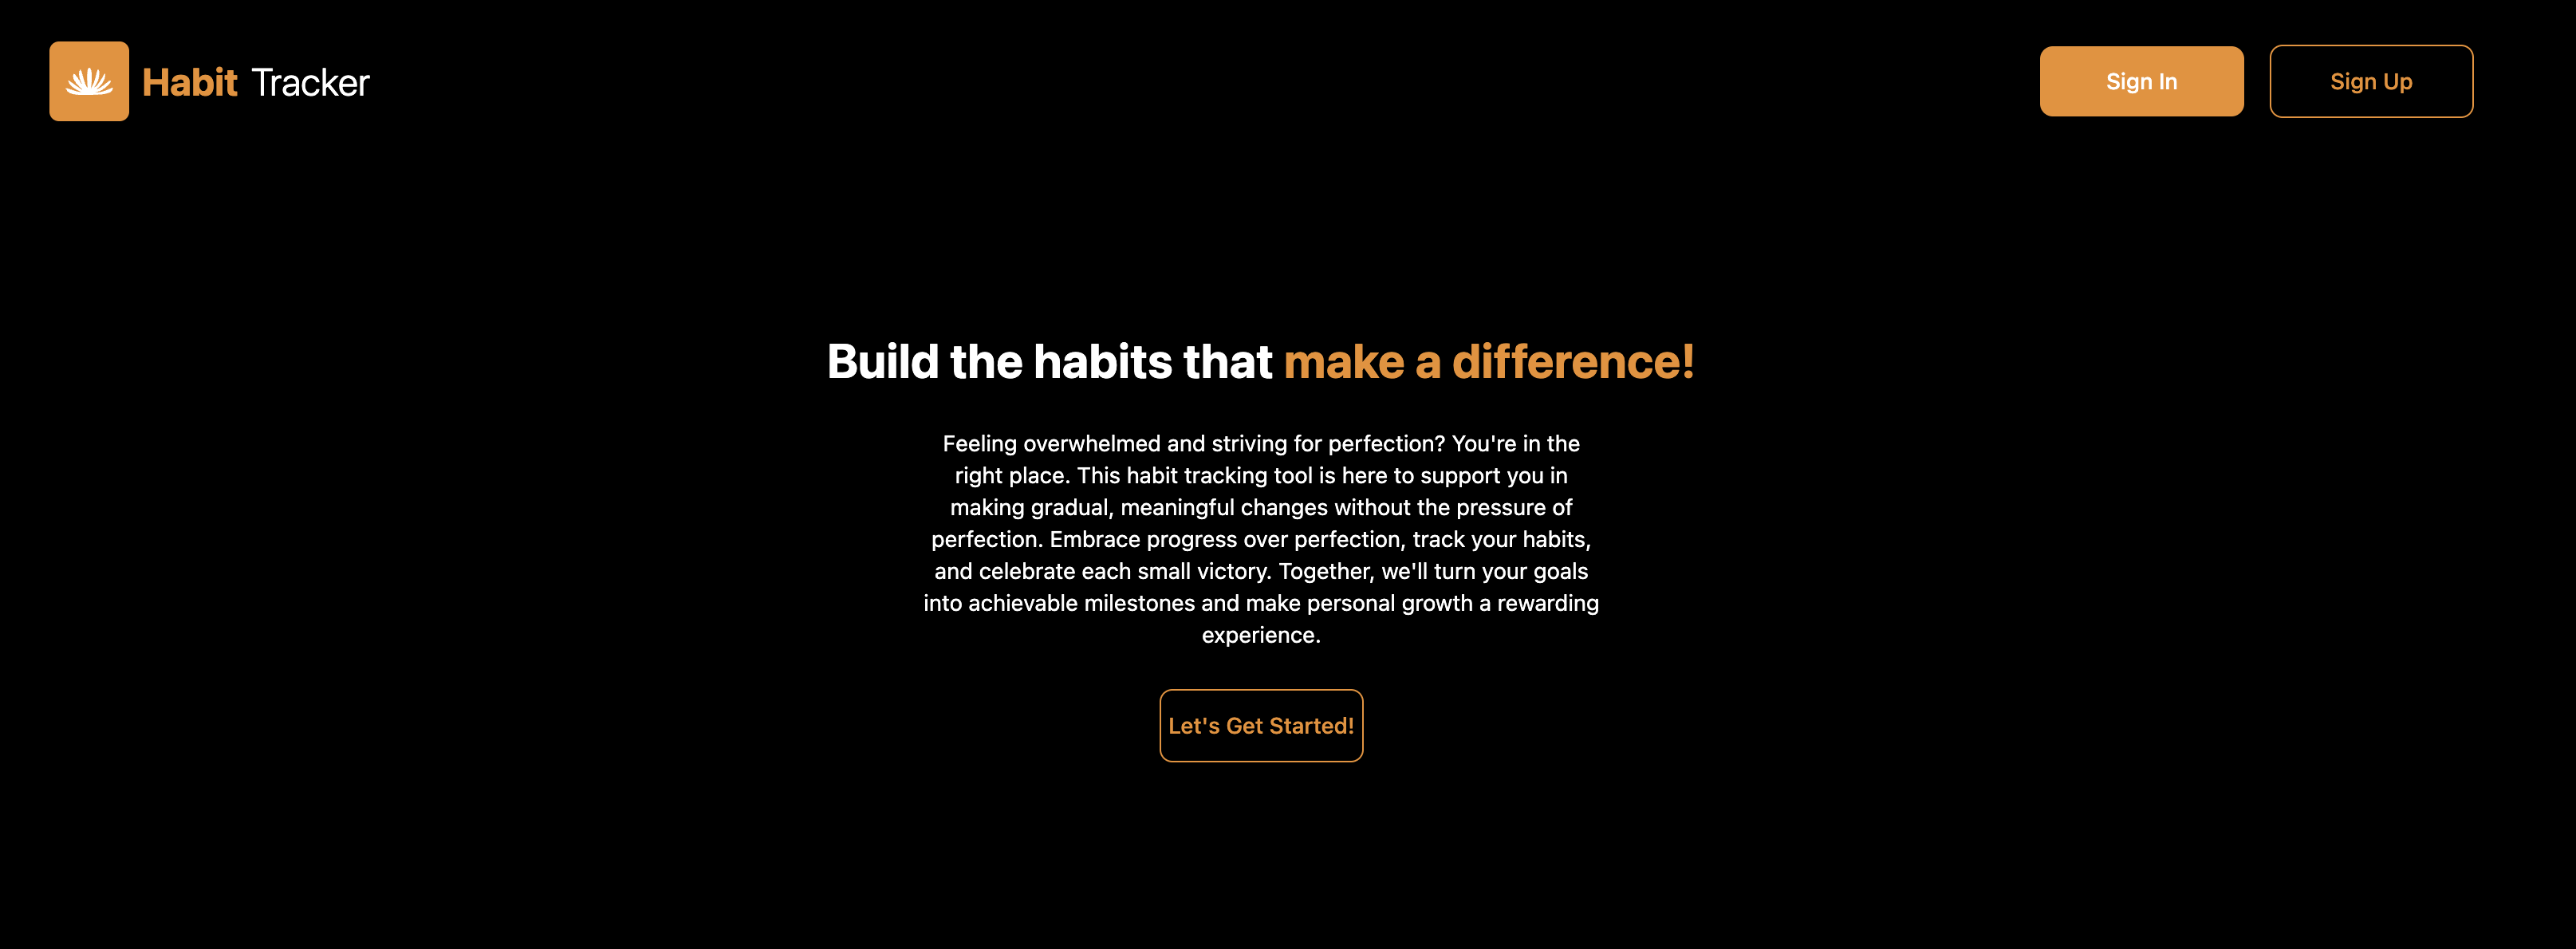 Habit Tracker
Sign In
Sign Up
Build the habits that make a difference!
Feeling overwhelmed and striving for perfection? You're in the
right place. This habit tracking tool is here to support you in
making gradual, meaningful changes without the pressure of
perfection. Embrace progress over perfection, track your habits,
and celebrate each small victory. Together, we'll turn your goals
into achievable milestones and make personal growth a rewarding
experience.
Let's Get Started!